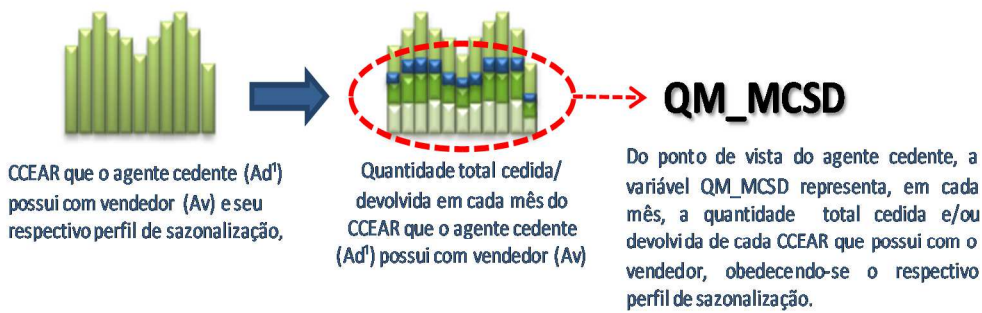 CCEAR que o agente cedente (Ad¹)
possui com vendedor (Av) e seu
respectivo perfil de sazonalização,
Quantidade total cedida/
devolvida em cada mês do
CCEAR que o agente cedente
(Ad¹) possui com vendedor (Av)
QM_MCSD
Do ponto de vista do agente cedente, a
variável QM_MCSD representa, em cada
mês, a quantidade total cedida e/ou
devolvida de cada CCEAR que possui com o
vendedor, obedecendo-se o respectivo
perfil de sazonalização.